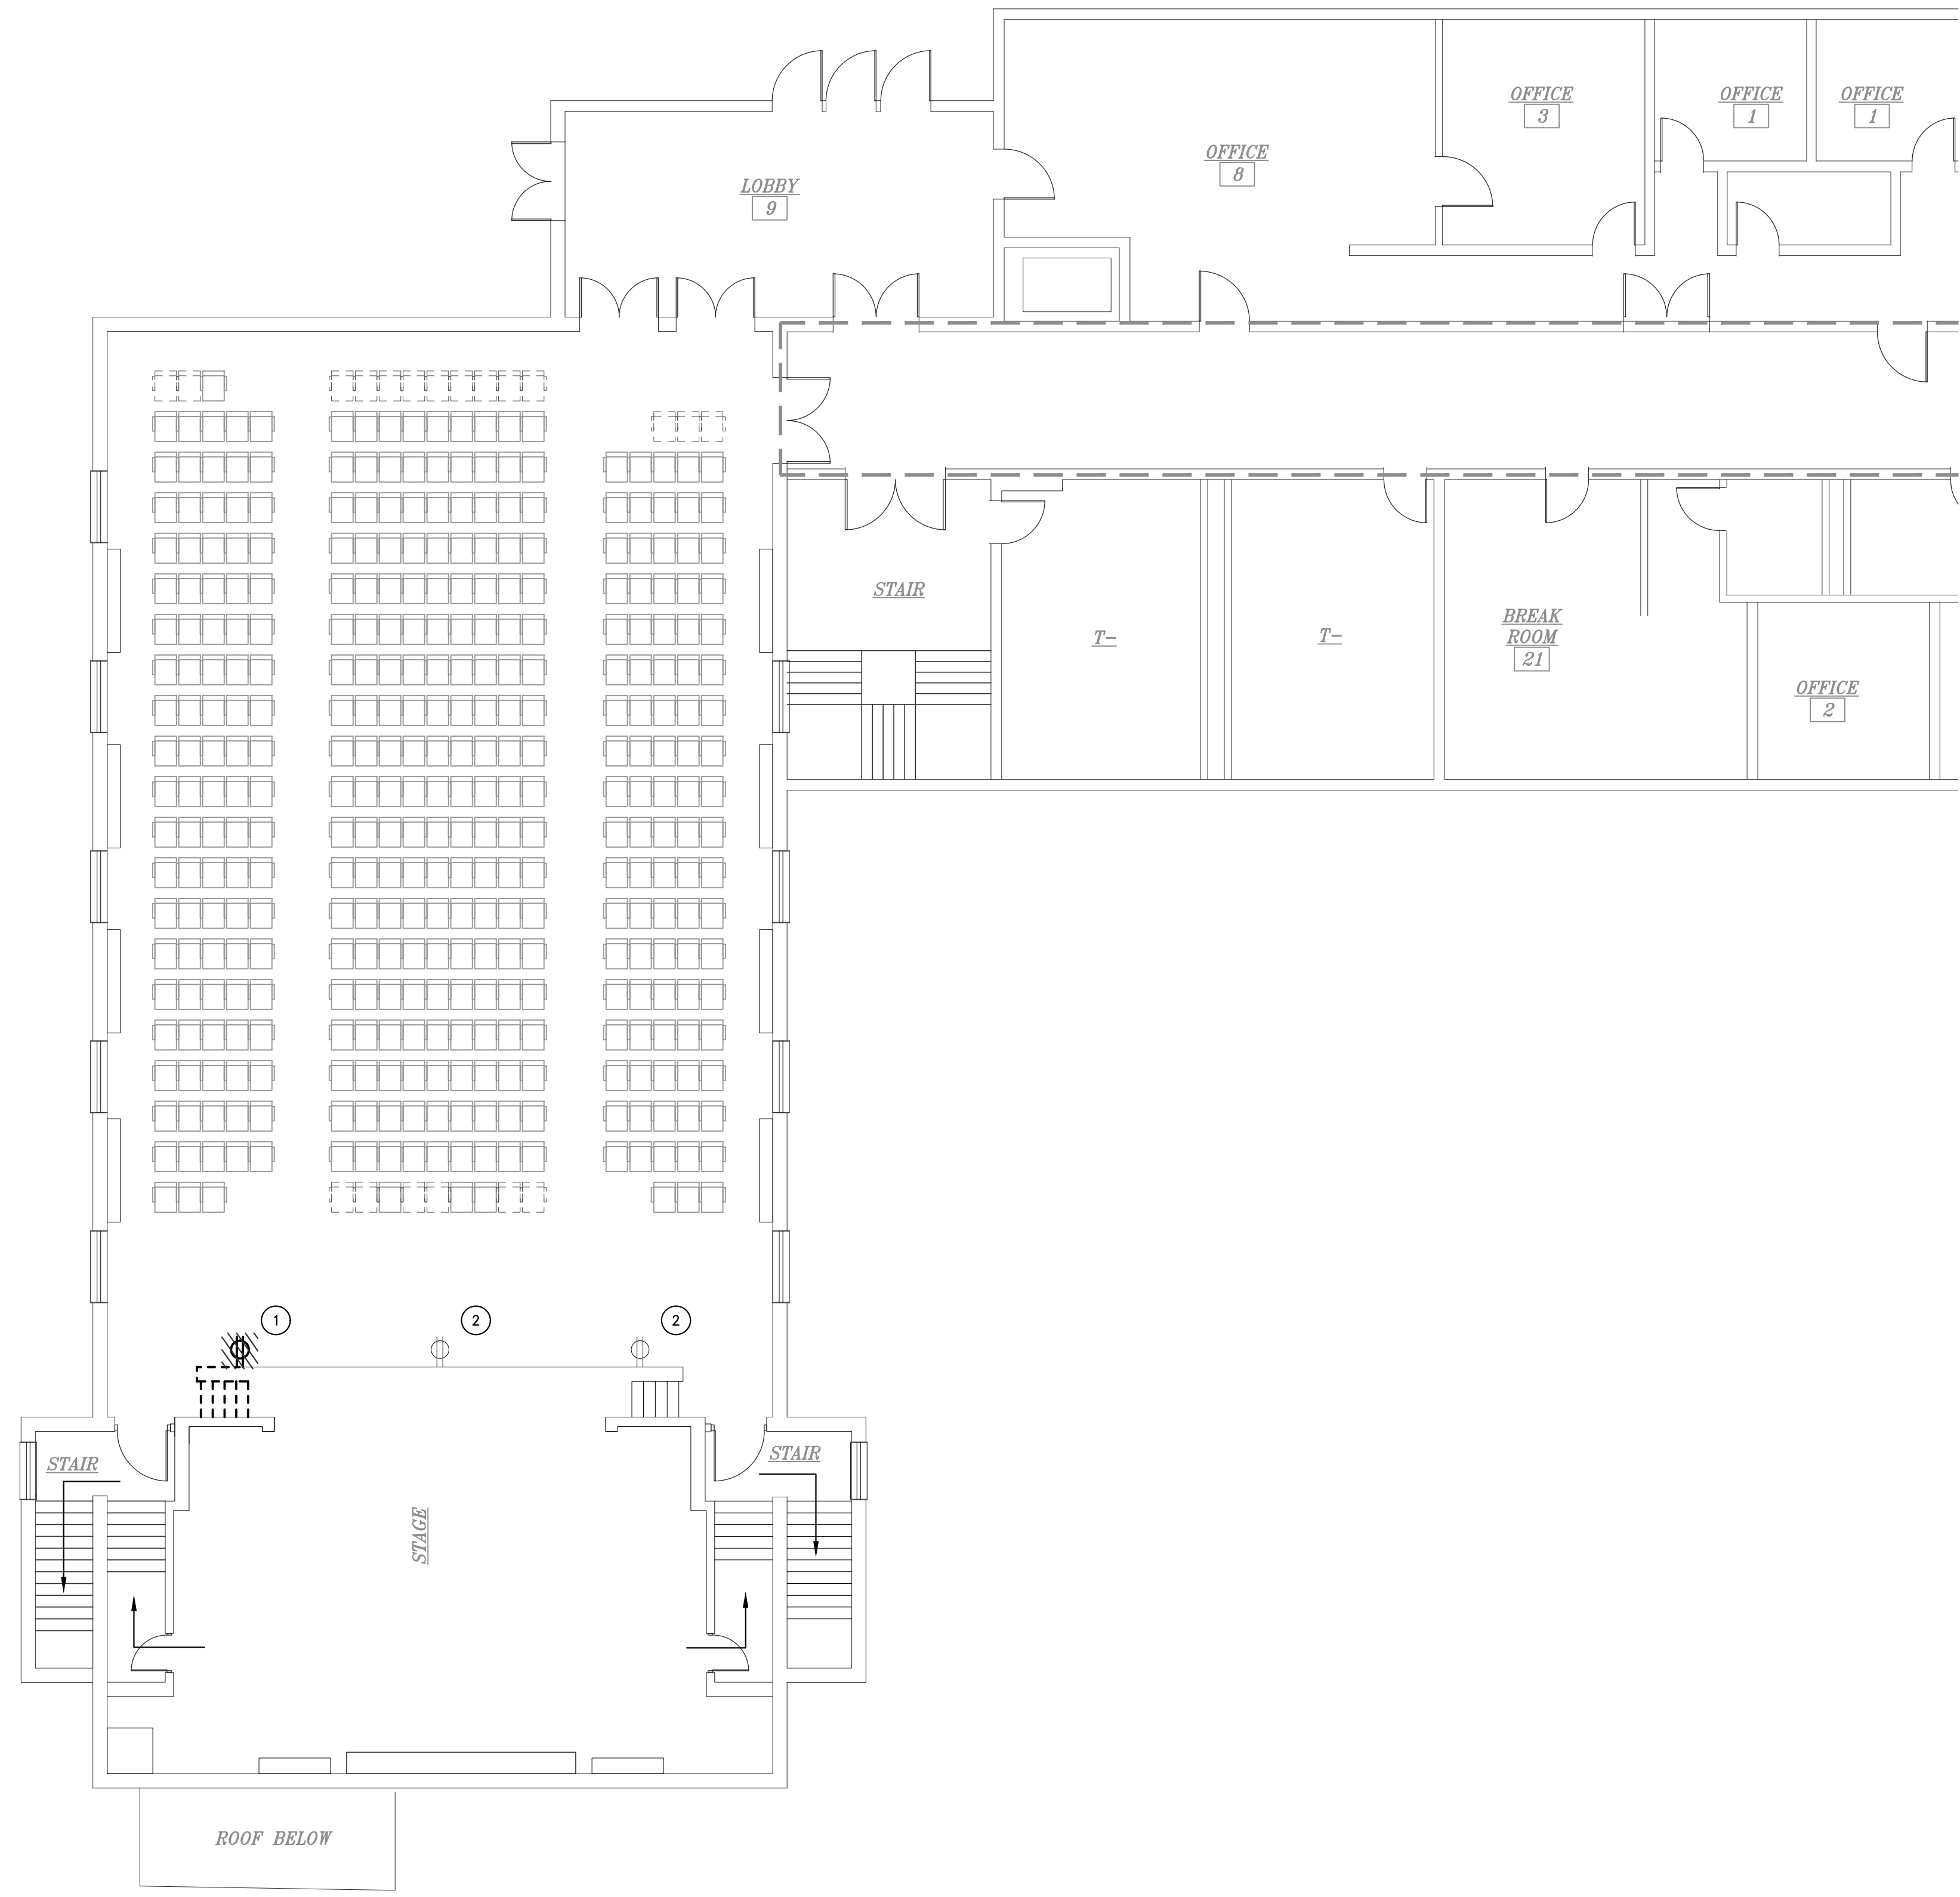 OFFICE
3
OFFICE
1
OFFICE
1
OFFICE
8
LOBBY
9
STAIR
T-
T-
BREAK
ROOM
21
OFFICE
2
1
2
2
STAIR
STAIR
STAGE
ROOF BELOW